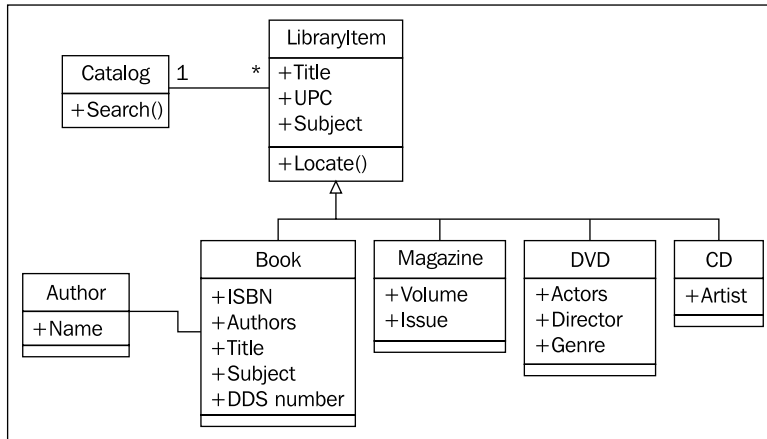 LibraryItem
+Title
+UPC
+Subject
+Locate()
Catalog
+Search()
1
*
Book
+ISBN
+Authors
+Title
+Subject
+DDS number
Magazine
+Volume
+Issue
DVD
+Actors
+Director
+Genre
CD
+Artist
Author
+Name